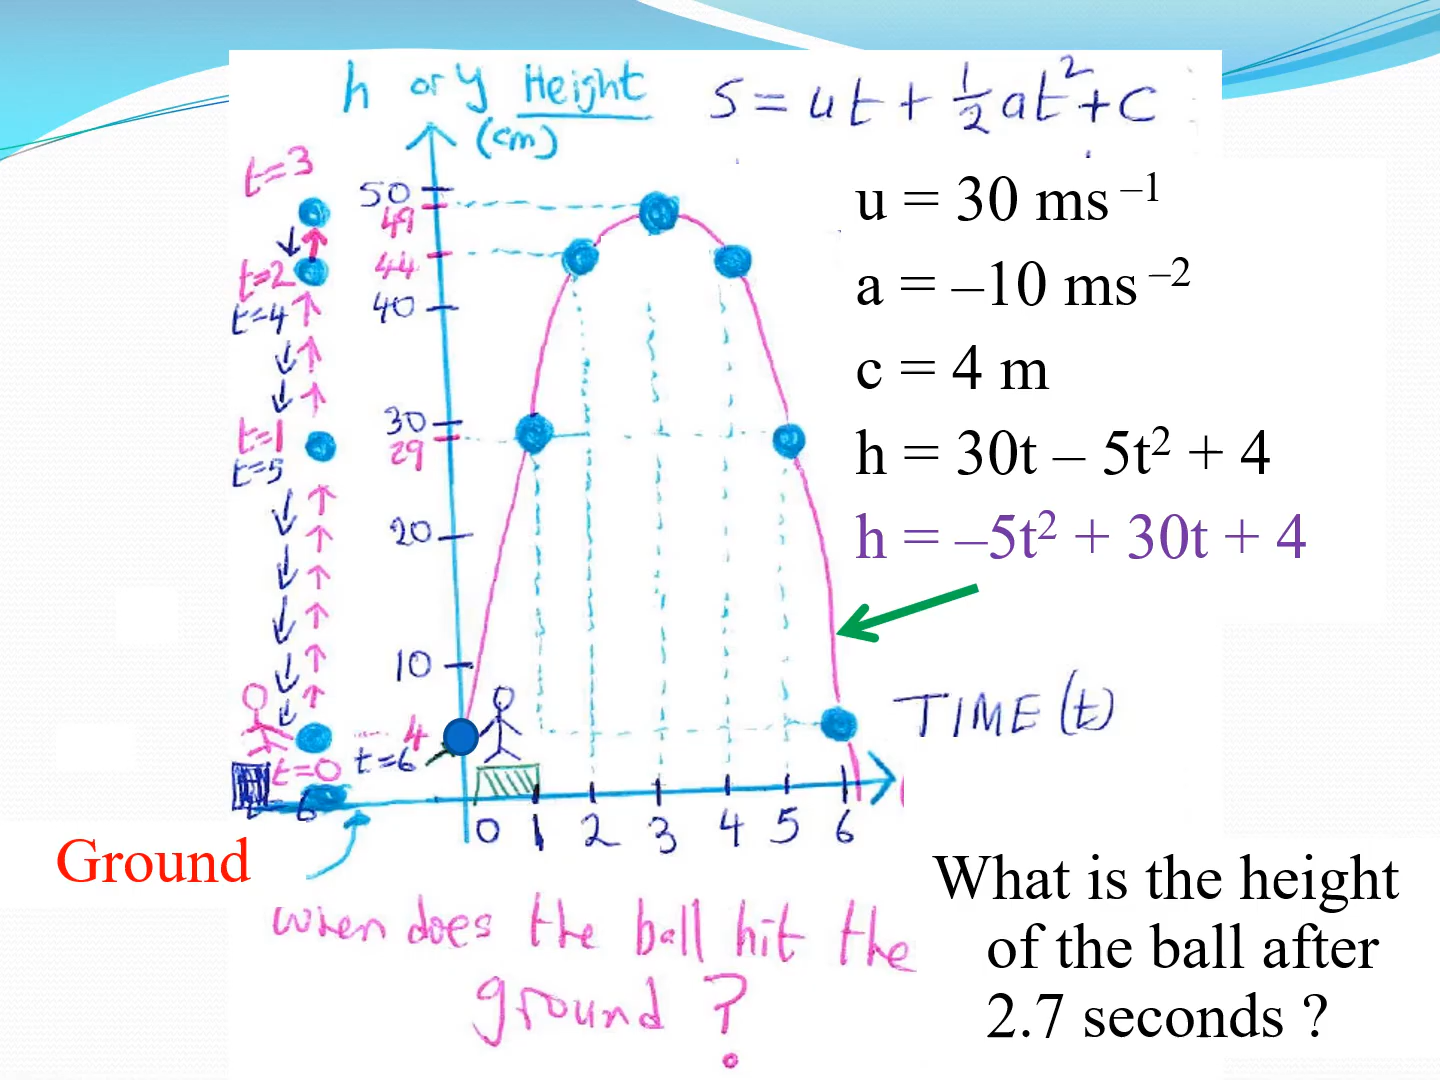 h or y Height
(cm)
S = ut + ½at² + C
t=3
50
49
t=2
44
t=4
40
t=1
30
t=5
29
20
10
4
t=6
t=0
0 1 2 3 4 5 6
TIME (t)
u = 30 ms⁻¹
a = –10 ms⁻²
c = 4 m
h = 30t – 5t² + 4
h = –5t² + 30t + 4
Ground
When does the ball hit the
ground ?
What is the height
of the ball after
2.7 seconds ?